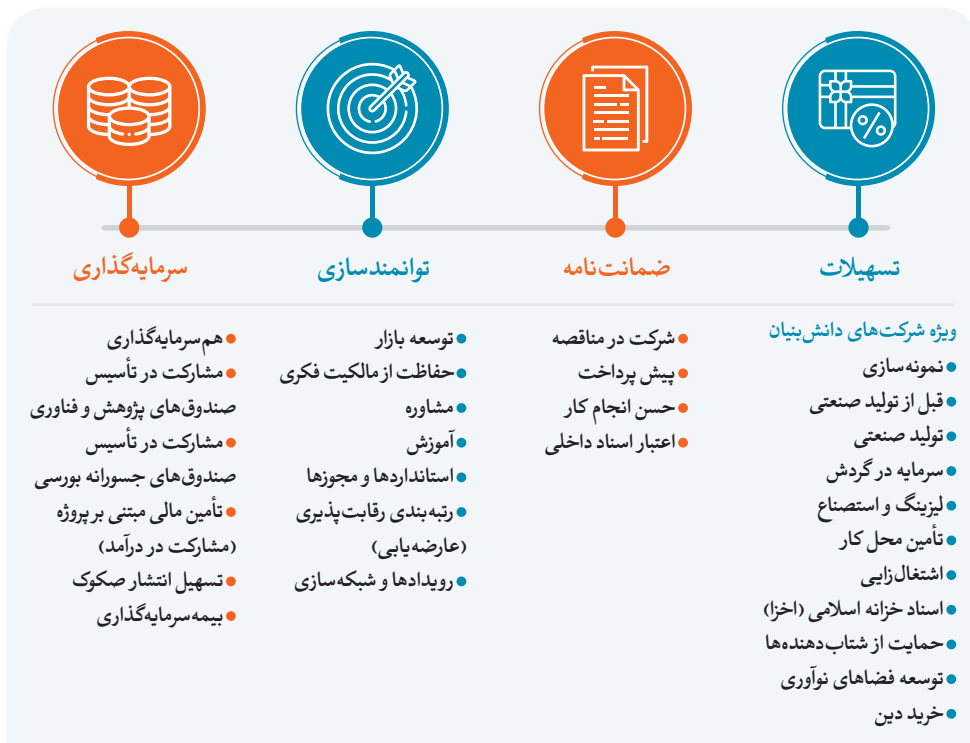 تسهیلات
ویژه شرکت‌های دانش‌بنیان
● نمونه‌سازی
● قبل از تولید صنعتی
● تولید صنعتی
● سرمایه در گردش
● لیزینگ و استصناع
● تأمین محل کار
● اشتغال‌زایی
● اسناد خزانه اسلامی (اخزا)
● حمایت از شتاب‌دهنده‌ها
● توسعه فضاهای نوآوری
● خرید دین
ضمانت‌نامه
● شرکت در مناقصه
● پیش پرداخت
● حسن انجام کار
● اعتبار اسناد داخلی
توانمندسازی
● توسعه بازار
● حفاظت از مالکیت فکری
● مشاوره
● آموزش
● استانداردها و مجوزها
● رتبه‌بندی رقابت‌پذیری
(عارضه‌یابی)
● رویدادها و شبکه‌سازی
سرمایه‌گذاری
● هم‌سرمایه‌گذاری
● مشارکت در تأسیس
صندوق‌های پژوهش و فناوری
● مشارکت در تأسیس
صندوق‌های جسورانه بورسی
● تأمین مالی مبتنی بر پروژه
(مشارکت در درآمد)
● تسهیل انتشار صکوک
● بیمه سرمایه‌گذاری